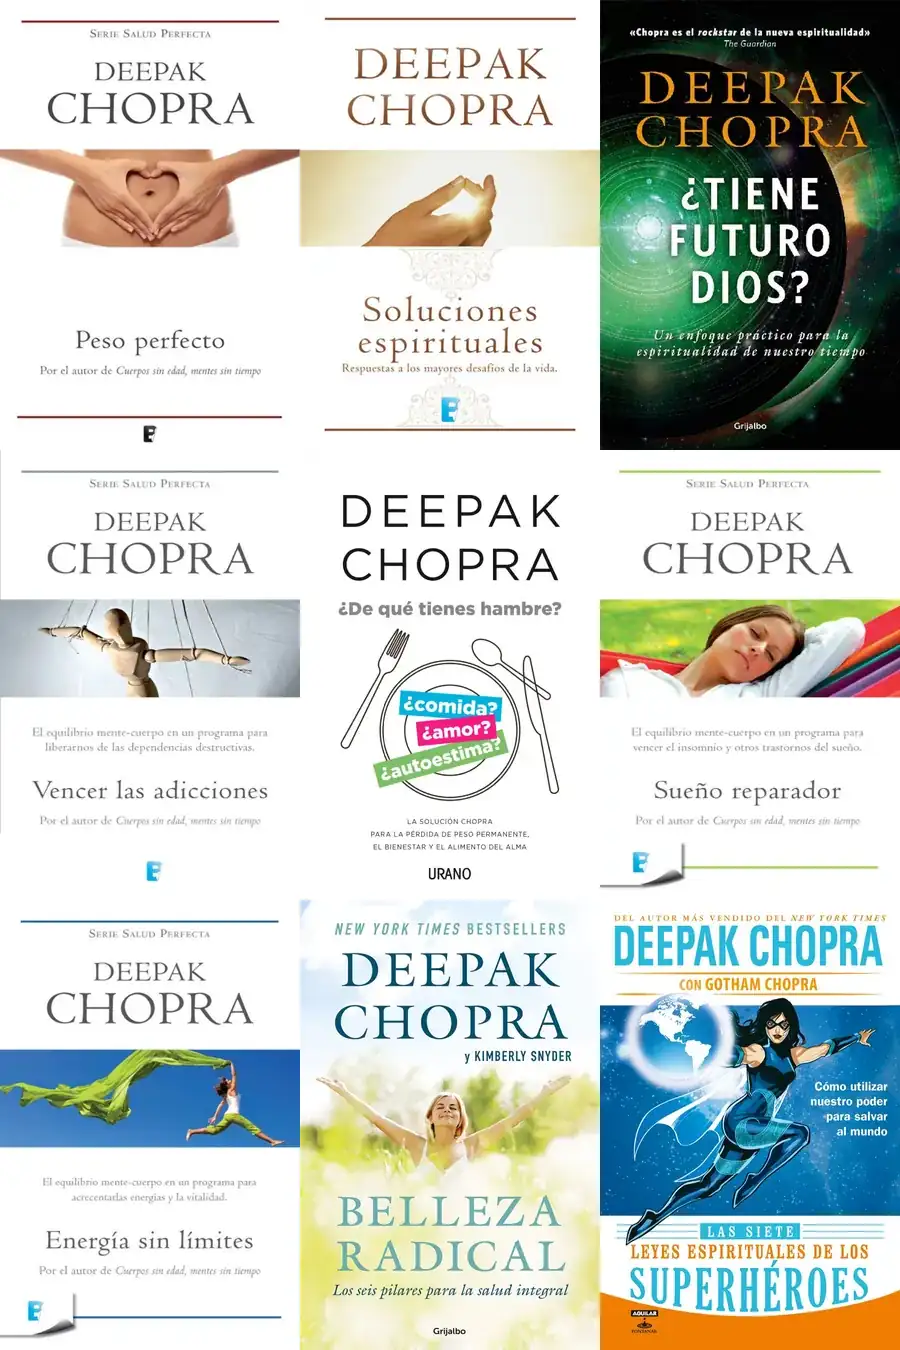 SERIE SALUD PERFECTA
DEEPAK
CHOPRA
Peso perfecto
Por el autor de Cuerpos sin edad, mentes sin tiempo
B
DEEPAK
CHOPRA
Soluciones
espirituales
Respuestas a los mayores desafíos de la vida.
B
«Chopra es el rockstar de la nueva espiritualidad»
The Guardian
DEEPAK
CHOPRA
¿TIENE
FUTURO
DIOS?
Un enfoque práctico para la
espiritualidad de nuestro tiempo
Grijalbo
SERIE SALUD PERFECTA
DEEPAK
CHOPRA
El equilibrio mente-cuerpo en un programa para
liberarnos de las dependencias destructivas.
Vencer las adicciones
Por el autor de Cuerpos sin edad, mentes sin tiempo
B
DEEPAK
CHOPRA
¿De qué tienes hambre?
¿comida?
¿amor?
¿autoestima?
LA SOLUCIÓN CHOPRA
PARA LA PÉRDIDA DE PESO PERMANENTE,
EL BIENESTAR Y EL ALIMENTO DEL ALMA
URANO
SERIE SALUD PERFECTA
DEEPAK
CHOPRA
El equilibrio mente-cuerpo en un programa para
vencer el insomnio y otros trastornos del sueño.
Sueño reparador
Por el autor de Cuerpos sin edad, mentes sin tiempo
B
SERIE SALUD PERFECTA
DEEPAK
CHOPRA
El equilibrio mente-cuerpo en un programa para
acrecentarlas energías y la vitalidad.
Energía sin límites
Por el autor de Cuerpos sin edad, mentes sin tiempo
B
NEW YORK TIMES BESTSELLERS
DEEPAK
CHOPRA
y KIMBERLY SNYDER
BELLEZA
RADICAL
Los seis pilares para la salud integral
Grijalbo
DEL AUTOR MÁS VENDIDO DEL NEW YORK TIMES
DEEPAK CHOPRA
CON GOTHAM CHOPRA
Cómo utilizar
nuestro poder
para salvar
al mundo
LAS SIETE
LEYES ESPIRITUALES DE LOS
SUPERHÉROES
AGUILAR
FONTANAR